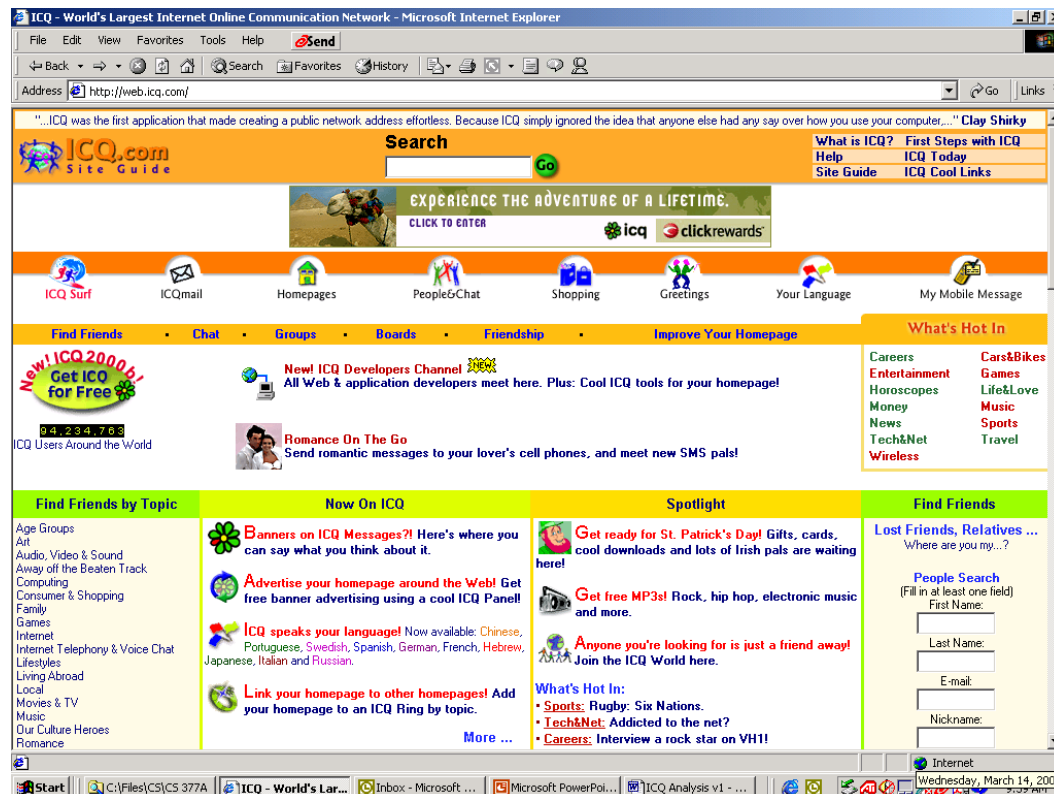 ICQ - World's Largest Internet Online Communication Network - Microsoft Internet Explorer
File Edit View Favorites Tools Help eSend
Back Search Favorites History
Address http://web.icq.com/ Go Links
"...ICQ was the first application that made creating a public network address effortless. Because ICQ simply ignored the idea that anyone else had any say over how you use your computer,..." Clay Shirky
ICQ.com
Site Guide
Search
Go
What is ICQ? First Steps with ICQ
Help ICQ Today
Site Guide ICQ Cool Links
EXPERIENCE THE ADVENTURE OF A LIFETIME.
CLICK TO ENTER
icq clickrewards
ICQ Surf ICQmail Homepages People&Chat Shopping Greetings Your Language My Mobile Message
Find Friends • Chat • Groups • Boards • Friendship • Improve Your Homepage
What's Hot In
Careers Cars&Bikes
Entertainment Games
Horoscopes Life&Love
Money Music
News Sports
Tech&Net Travel
Wireless
New! ICQ2000b!
Get ICQ
for Free
94,234,763
ICQ Users Around the World
New! ICQ Developers Channel NEW
All Web & application developers meet here. Plus: Cool ICQ tools for your homepage!
Romance On The Go
Send romantic messages to your lover's cell phones, and meet new SMS pals!
Find Friends by Topic
Age Groups
Art
Audio, Video & Sound
Away off the Beaten Track
Computing
Consumer & Shopping
Family
Games
Internet
Internet Telephony & Voice Chat
Lifestyles
Living Abroad
Local
Movies & TV
Music
Our Culture Heroes
Romance
Now On ICQ
Banners on ICQ Messages?! Here's where you
can say what you think about it.
Advertise your homepage around the Web! Get
free banner advertising using a cool ICQ Panel!
ICQ speaks your language! Now available: Chinese,
Portuguese, Swedish, Spanish, German, French, Hebrew,
Japanese, Italian and Russian.
Link your homepage to other homepages! Add
your homepage to an ICQ Ring by topic.
More ...
Spotlight
Get ready for St. Patrick's Day! Gifts, cards,
cool downloads and lots of Irish pals are waiting
here!
Get free MP3s! Rock, hip hop, electronic music
and more.
Anyone you're looking for is just a friend away!
Join the ICQ World here.
What's Hot In:
• Sports: Rugby: Six Nations.
• Tech&Net: Addicted to the net?
• Careers: Interview a rock star on VH1!
Find Friends
Lost Friends, Relatives ...
Where are you my...?
People Search
(Fill in at least one field)
First Name:
Last Name:
E-mail:
Nickname:
Internet
Start C:\Files\CS\CS 377A ICQ - World's Lar... Inbox - Microsoft ... Microsoft PowerPoi... ICQ Analysis v1 - ...
Wednesday, March 14, 200